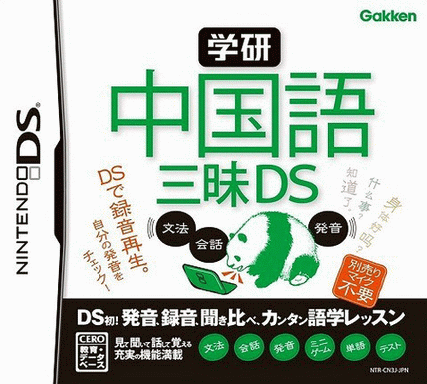 Gakken
学研
中国語
三昧DS
NINTENDO DS
DSで録音再生。
自分の発音を
チェック!
文法
会話
発音
身体好吗?
什么事?
知道了。
別売り
マイク
不要
DS初!発音、録音、聞き比べ、カンタン語学レッスン
CERO
教育・データ
ベース
見て聞いて話して覚える
充実の機能満載
文法
会話
発音
ミニ
ゲーム
単語
テスト
NTR-CN3J-JPN